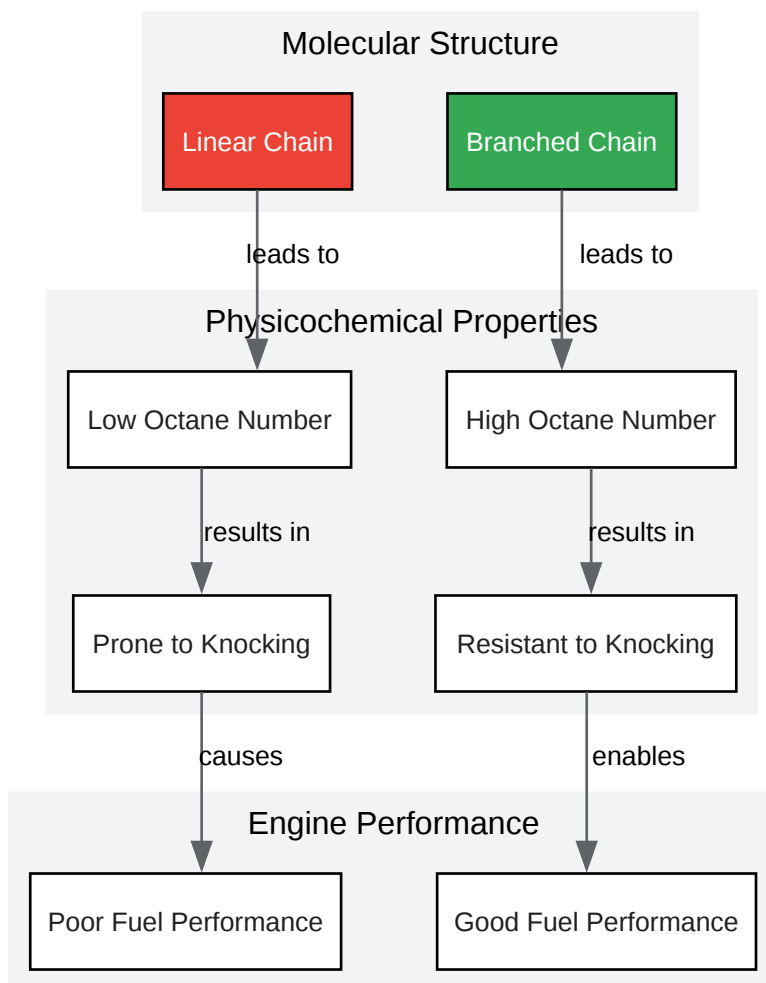 Molecular Structure
Linear Chain
Branched Chain
leads to
leads to
Physicochemical Properties
Low Octane Number
High Octane Number
results in
results in
Prone to Knocking
Resistant to Knocking
causes
enables
Engine Performance
Poor Fuel Performance
Good Fuel Performance